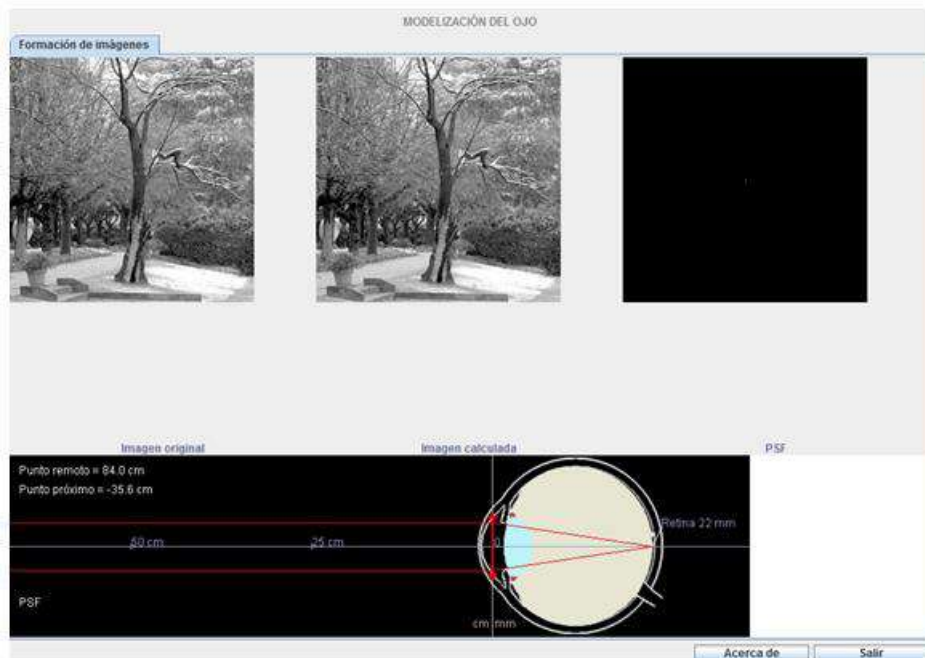 MODELIZACIÓN DEL OJO
Formación de imágenes
Imagen original
Imagen calculada
PSF
Punto remoto = 84.0 cm
Punto próximo = -35.6 cm
Retina 22 mm
50 cm
25 cm
0
PSF
cm mm
Acerca de
Salir